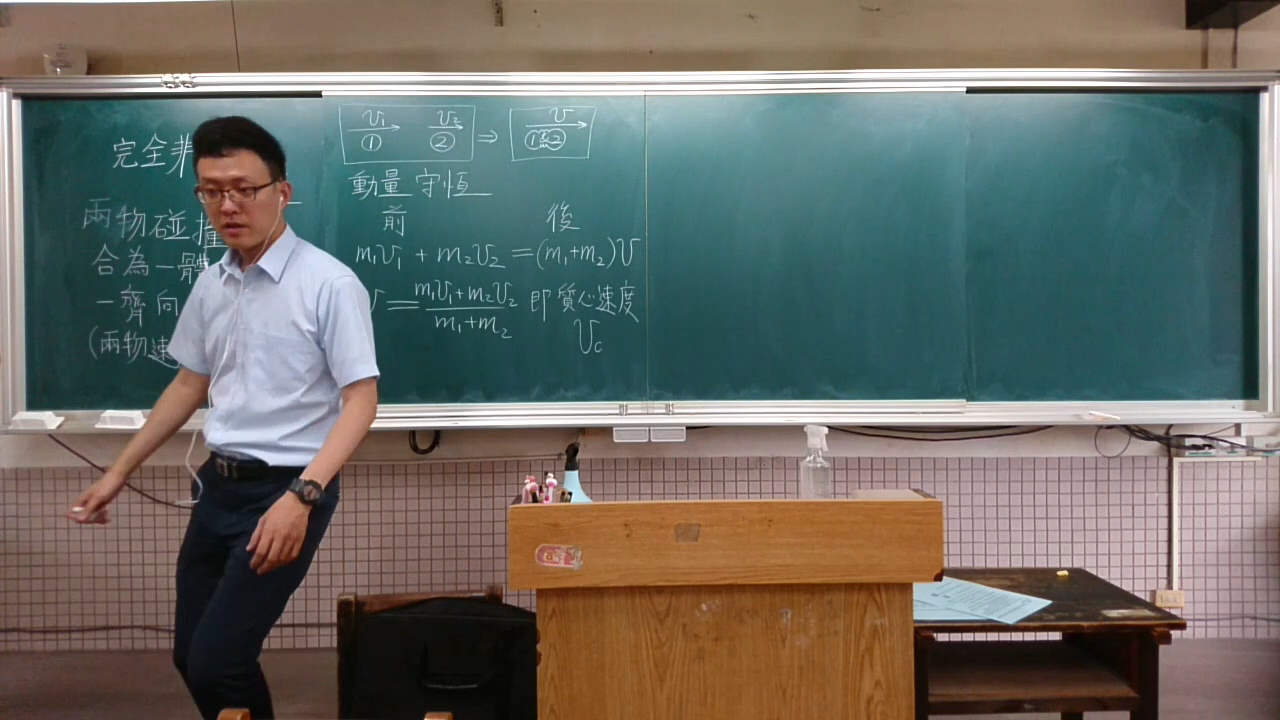 完全非
兩物碰撞
合為一體
一齊向
(兩物速
v₁ v₂ v
① ② ⇒ ①②
動量守恒
前 後
m₁v₁ + m₂v₂ = (m₁+m₂)v
v = (m₁v₁+m₂v₂)/(m₁+m₂) 即質心速度
v_c